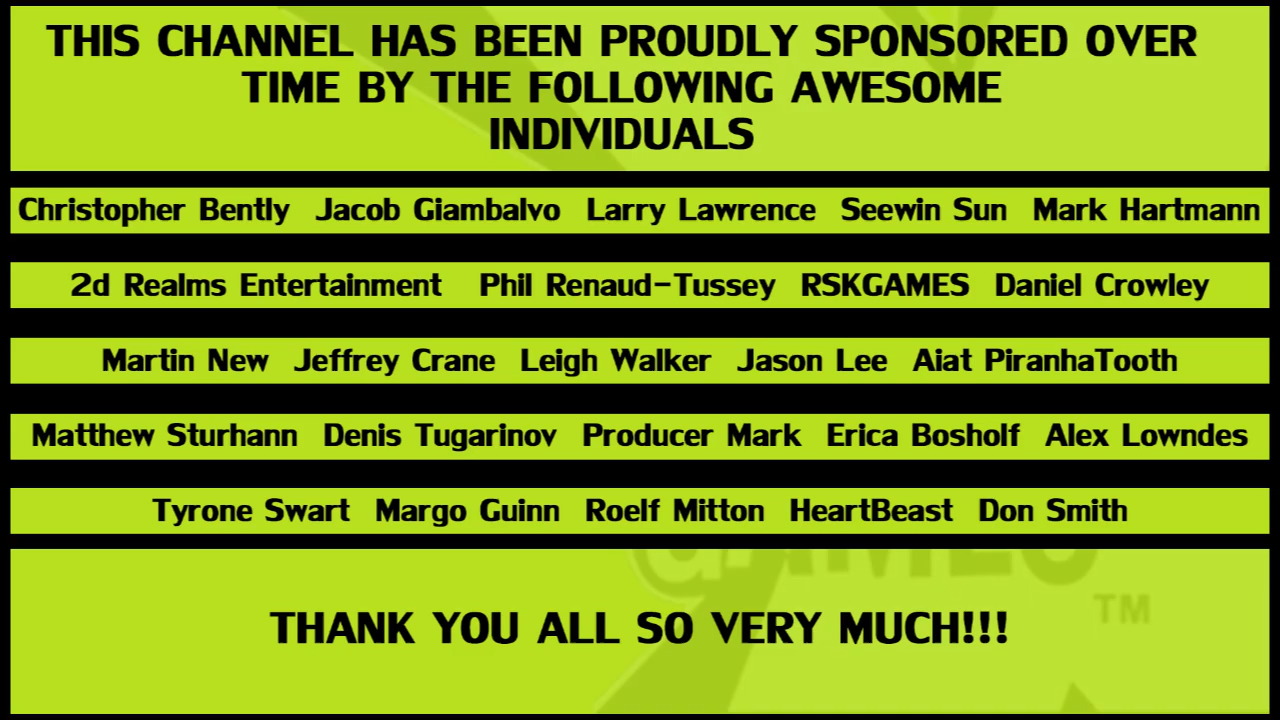 THIS CHANNEL HAS BEEN PROUDLY SPONSORED OVER
TIME BY THE FOLLOWING AWESOME
INDIVIDUALS
Christopher Bently Jacob Giambalvo Larry Lawrence Seewin Sun Mark Hartmann
2d Realms Entertainment Phil Renaud-Tussey RSKGAMES Daniel Crowley
Martin New Jeffrey Crane Leigh Walker Jason Lee Aiat PiranhaTooth
Matthew Sturhann Denis Tugarinov Producer Mark Erica Bosholf Alex Lowndes
Tyrone Swart Margo Guinn Roelf Mitton HeartBeast Don Smith
GAMES
TM
THANK YOU ALL SO VERY MUCH!!!